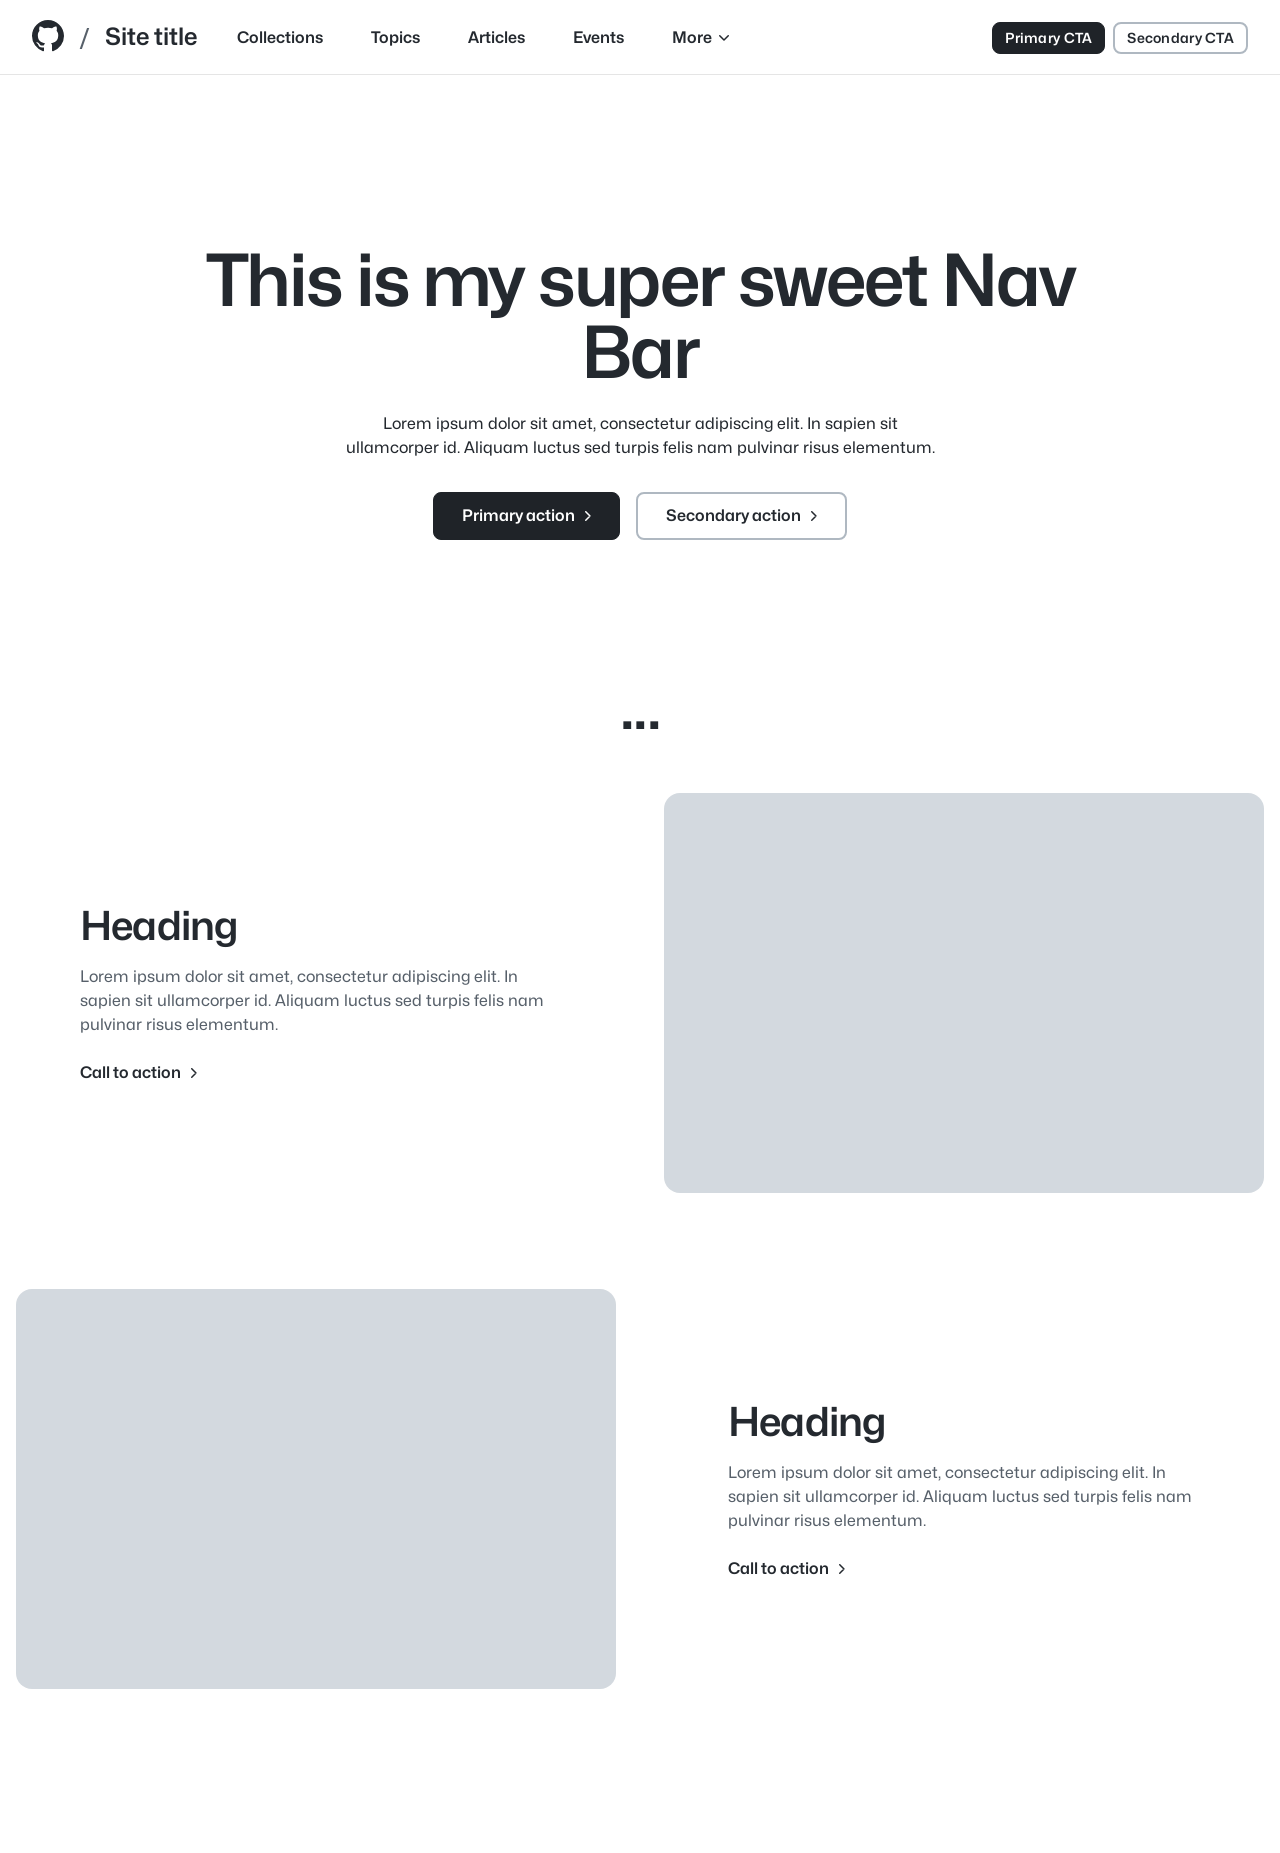 / Site title Collections Topics Articles Events More Primary CTA Secondary CTA
This is my super sweet Nav
Bar
Lorem ipsum dolor sit amet, consectetur adipiscing elit. In sapien sit
ullamcorper id. Aliquam luctus sed turpis felis nam pulvinar risus elementum.
Primary action Secondary action
...
Heading
Lorem ipsum dolor sit amet, consectetur adipiscing elit. In
sapien sit ullamcorper id. Aliquam luctus sed turpis felis nam
pulvinar risus elementum.
Call to action
Heading
Lorem ipsum dolor sit amet, consectetur adipiscing elit. In
sapien sit ullamcorper id. Aliquam luctus sed turpis felis nam
pulvinar risus elementum.
Call to action